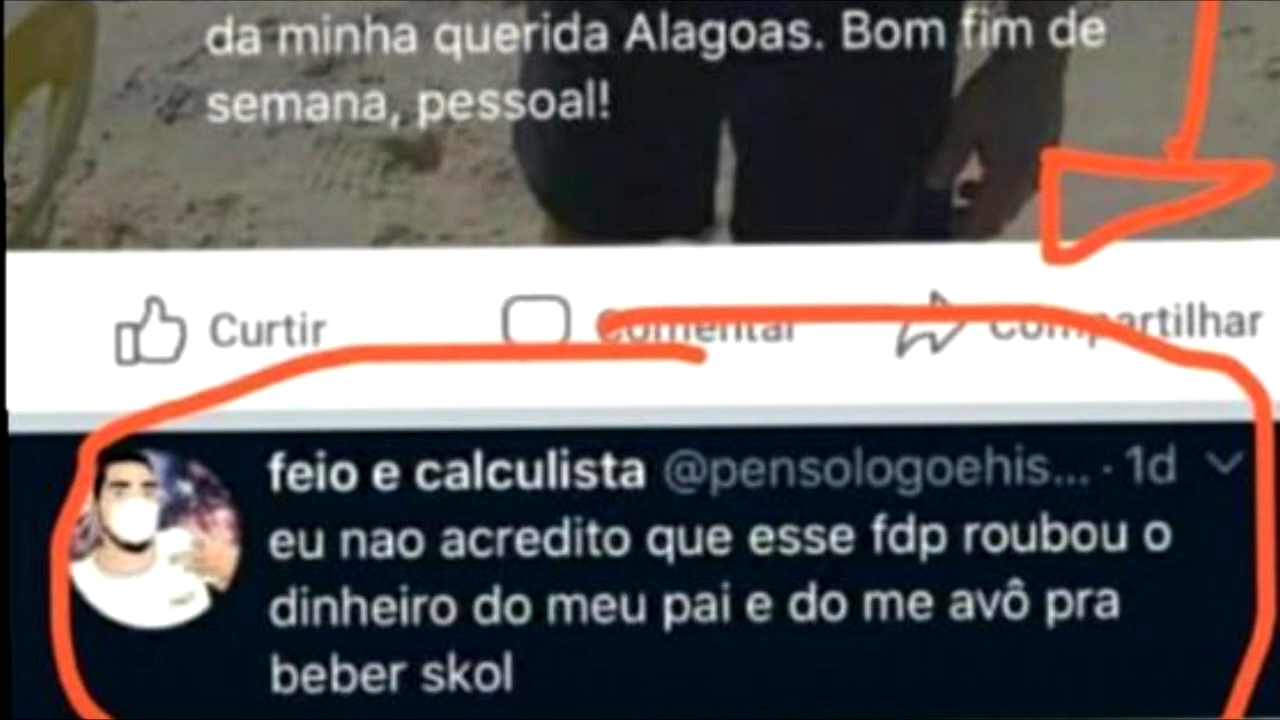 da minha querida Alagoas. Bom fim de
semana, pessoal!
Curtir
Comentar
Compartilhar
feio e calculista @pensologoehis... · 1d
eu nao acredito que esse fdp roubou o
dinheiro do meu pai e do me avô pra
beber skol